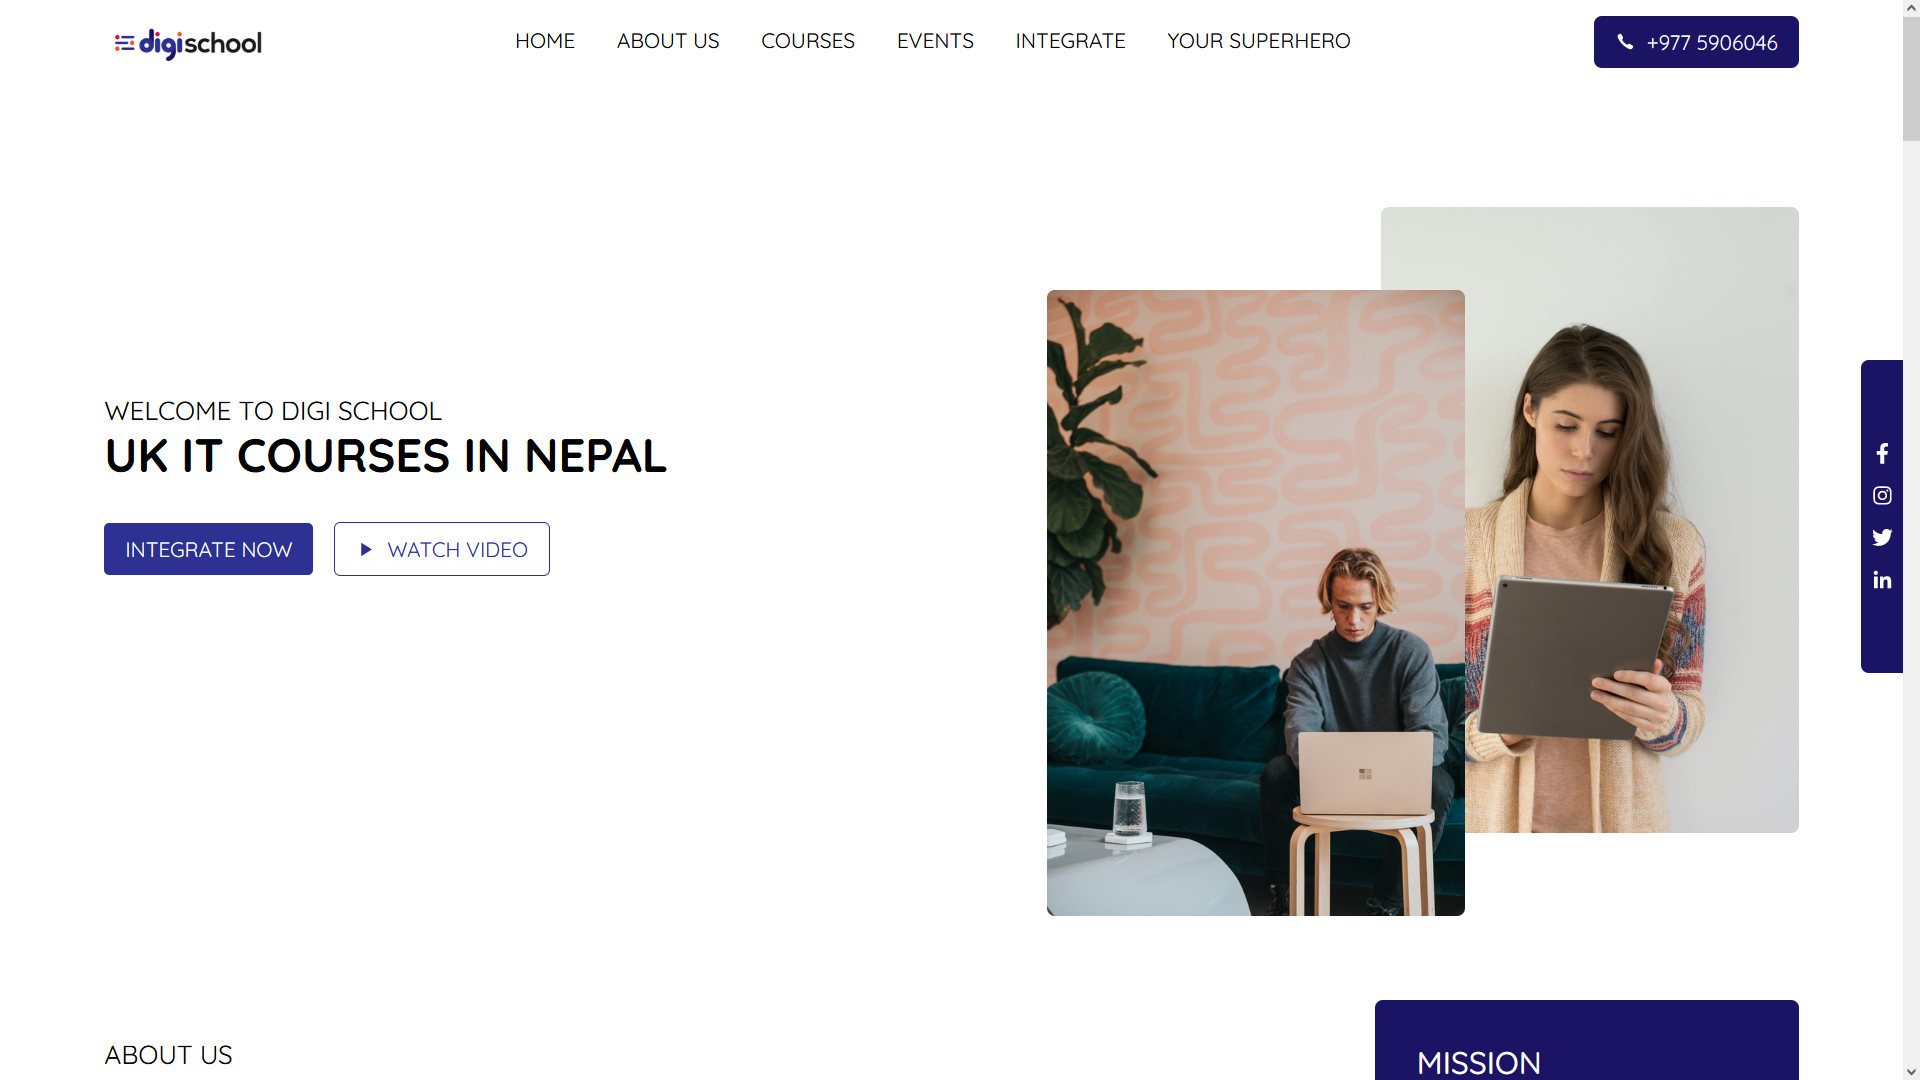 digischool
HOME ABOUT US COURSES EVENTS INTEGRATE YOUR SUPERHERO
+977 5906046
WELCOME TO DIGI SCHOOL
UK IT COURSES IN NEPAL
INTEGRATE NOW WATCH VIDEO
ABOUT US
MISSION